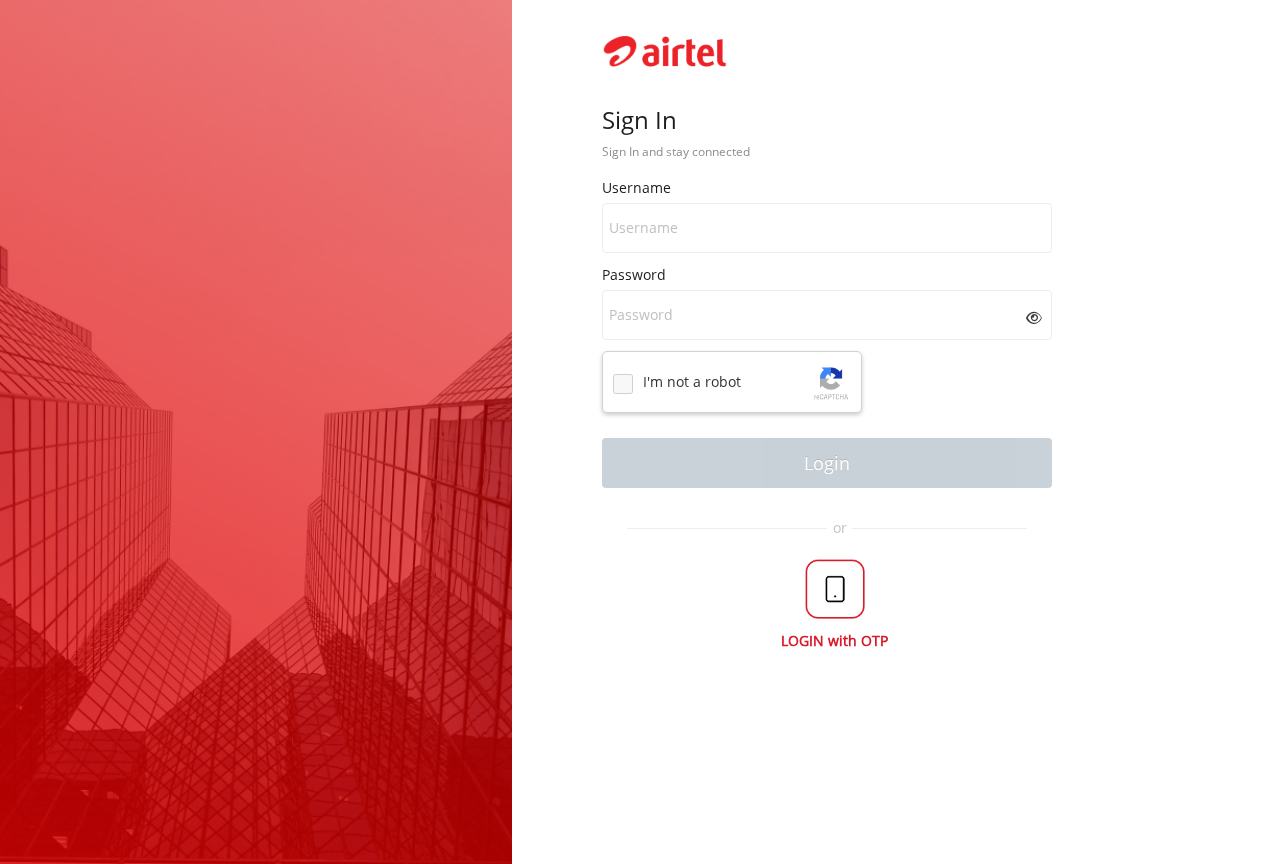 airtel
Sign In
Sign In and stay connected
Username
Username
Password
Password
I'm not a robot
reCAPTCHA
Login
or
LOGIN with OTP